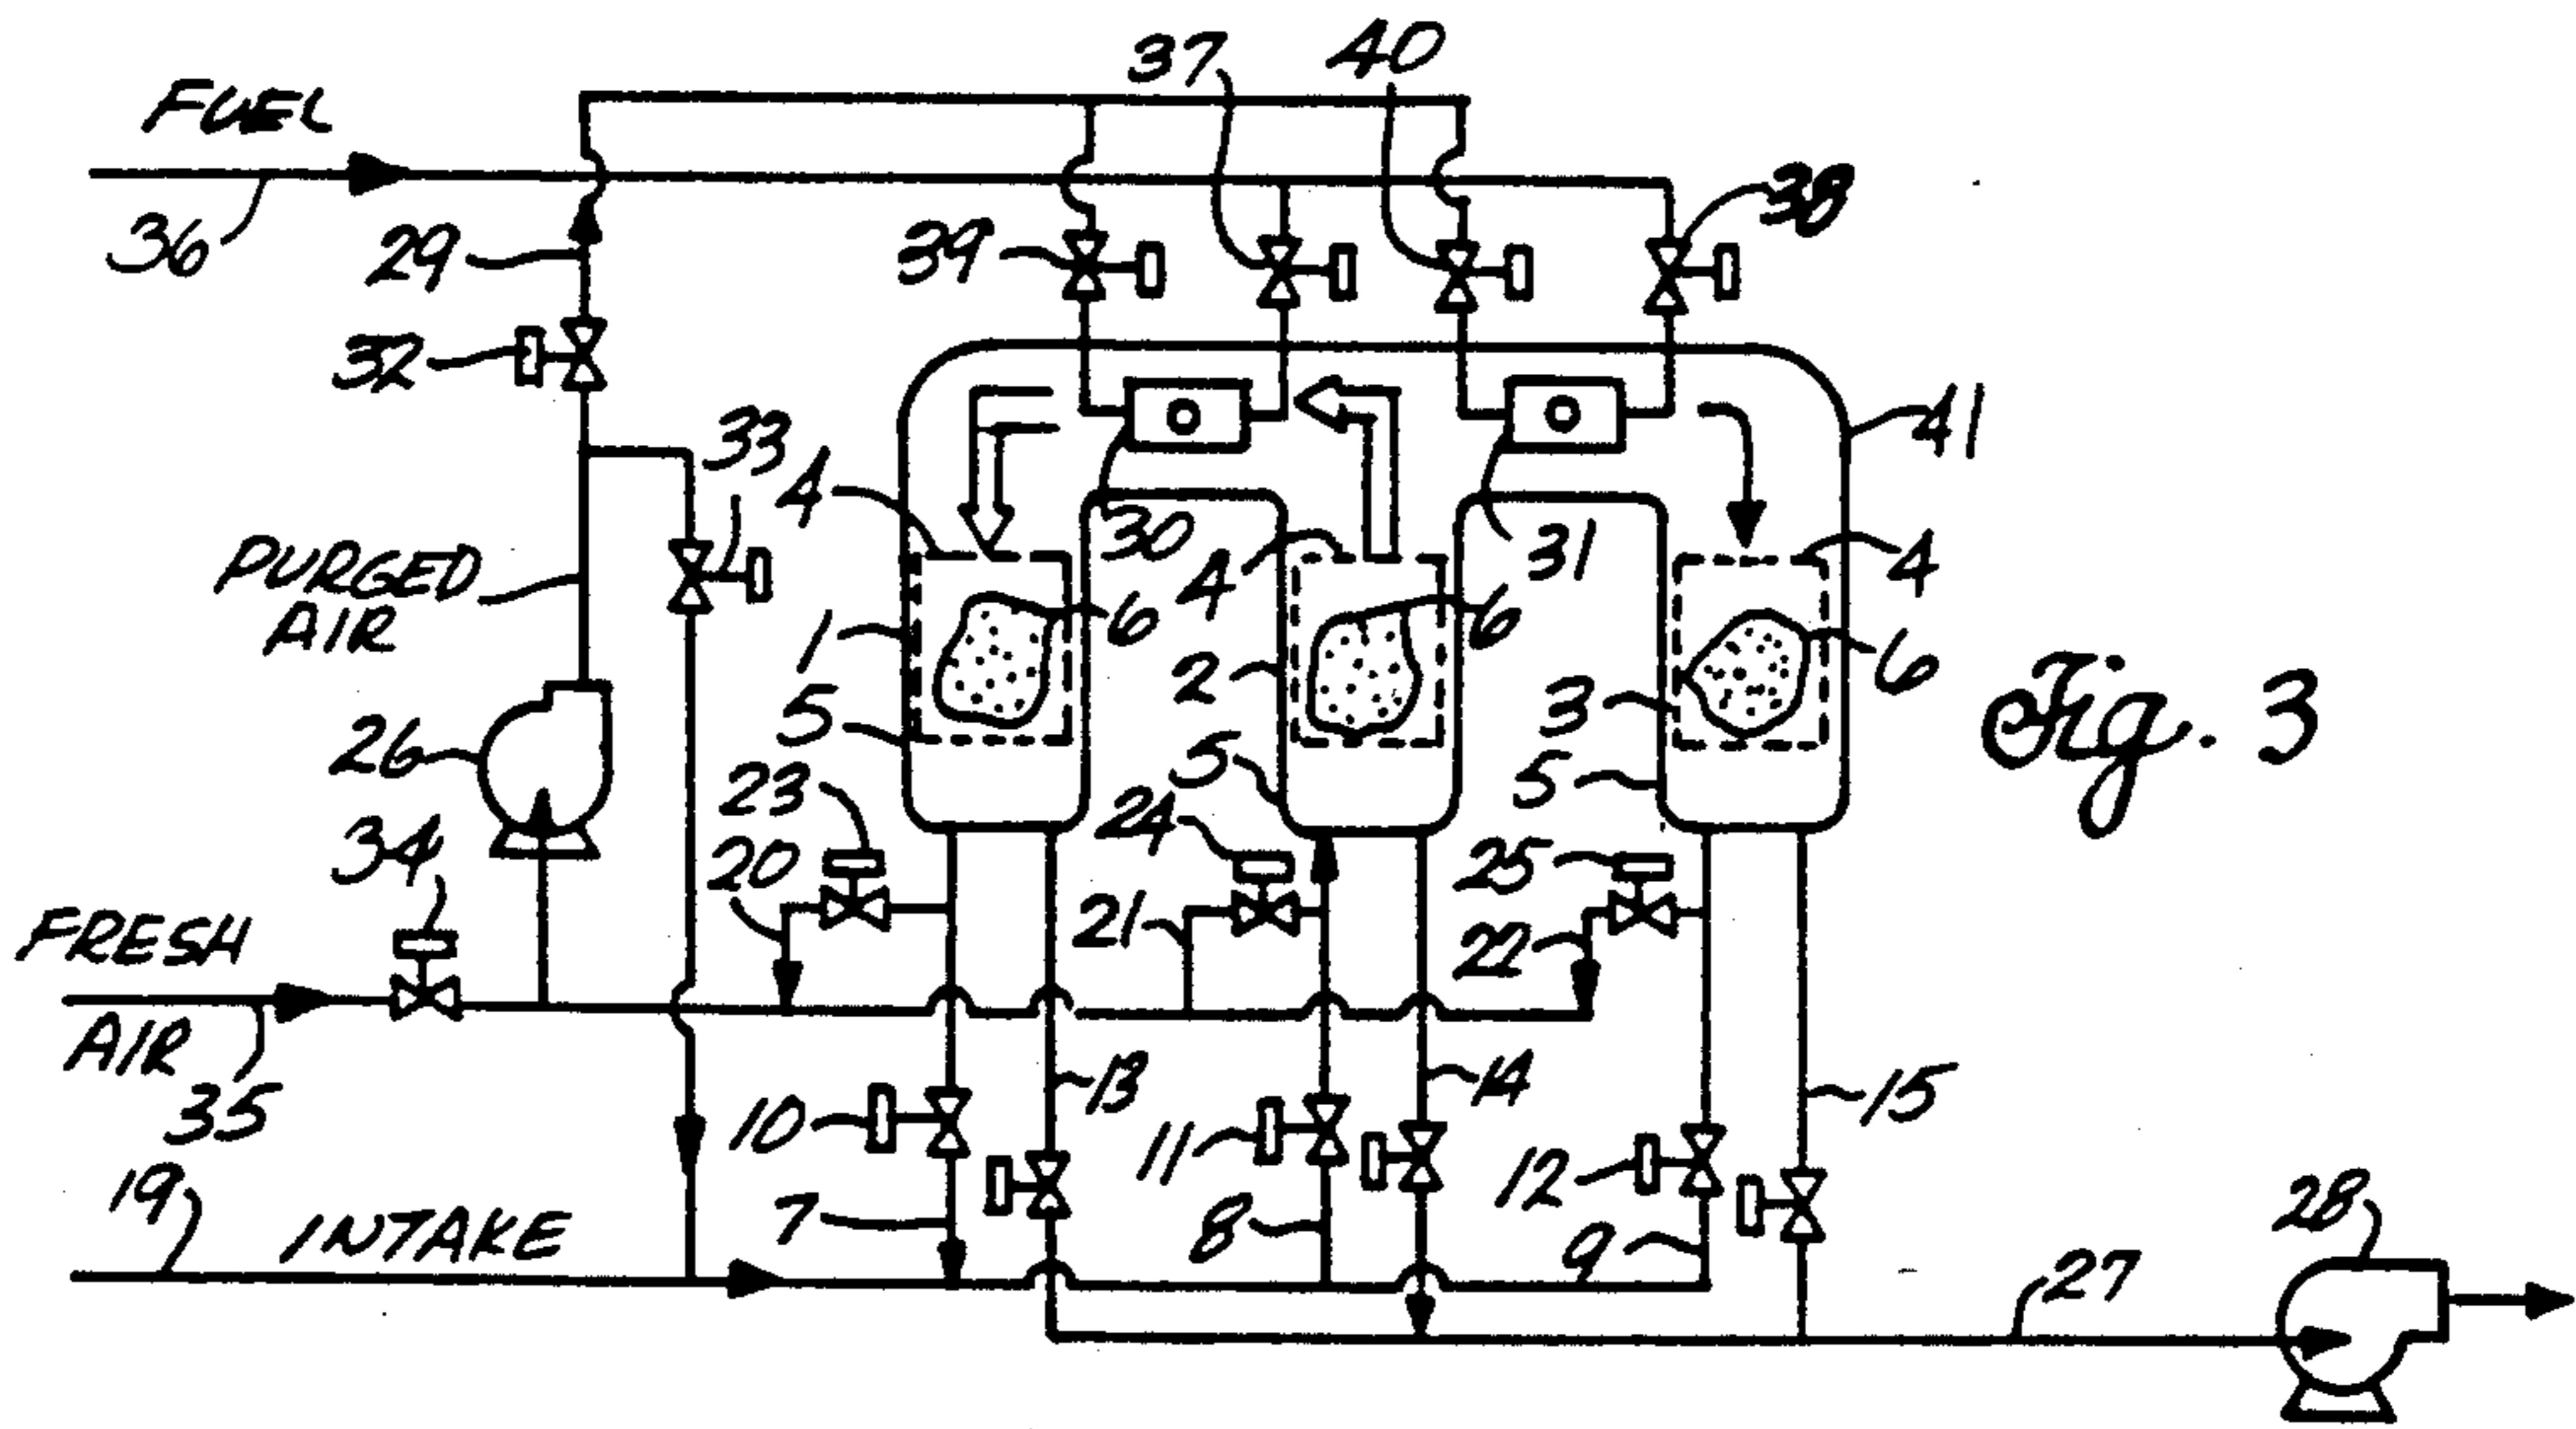 37 40
FUEL
36 29 39 38
32
33 4 41
30 31 4
PURGED
AIR
1 6 4 6 4
2 3 6
5
Fig. 3
26 23 5 5
34 20 24 25
21 22
FRESH
AIR
35
13 14 15
10 11 12
19 INTAKE
7 8 9 28
27